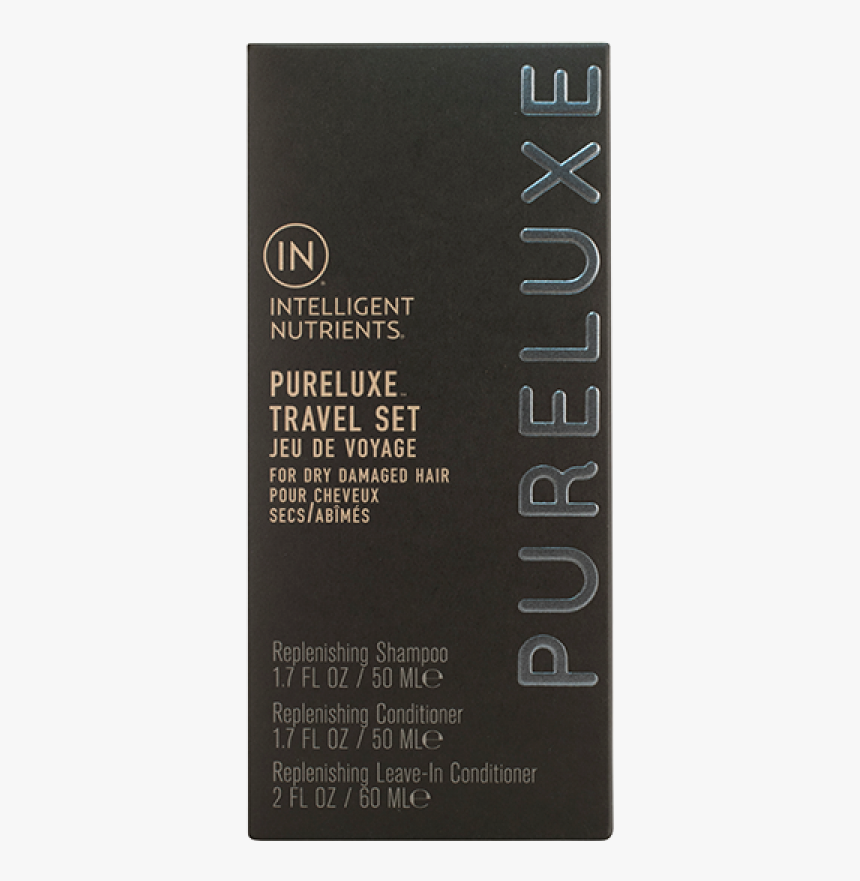 IN
INTELLIGENT
NUTRIENTS®
PURELUXE™
TRAVEL SET
JEU DE VOYAGE
FOR DRY DAMAGED HAIR
POUR CHEVEUX
SECS/ABÎMÉS
Replenishing Shampoo
1.7 FL OZ / 50 ML℮
Replenishing Conditioner
1.7 FL OZ / 50 ML℮
Replenishing Leave-In Conditioner
2 FL OZ / 60 ML℮
PURELUXE